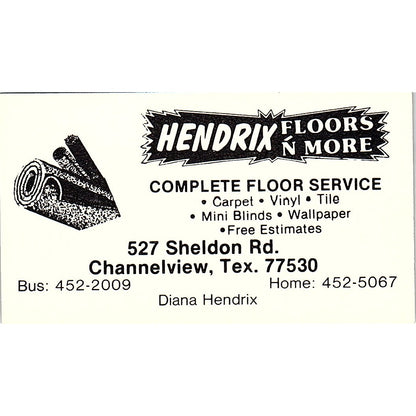 HENDRIX FLOORS
'N MORE
COMPLETE FLOOR SERVICE
• Carpet • Vinyl • Tile
• Mini Blinds • Wallpaper
•Free Estimates
527 Sheldon Rd.
Channelview, Tex. 77530
Bus: 452-2009 Home: 452-5067
Diana Hendrix